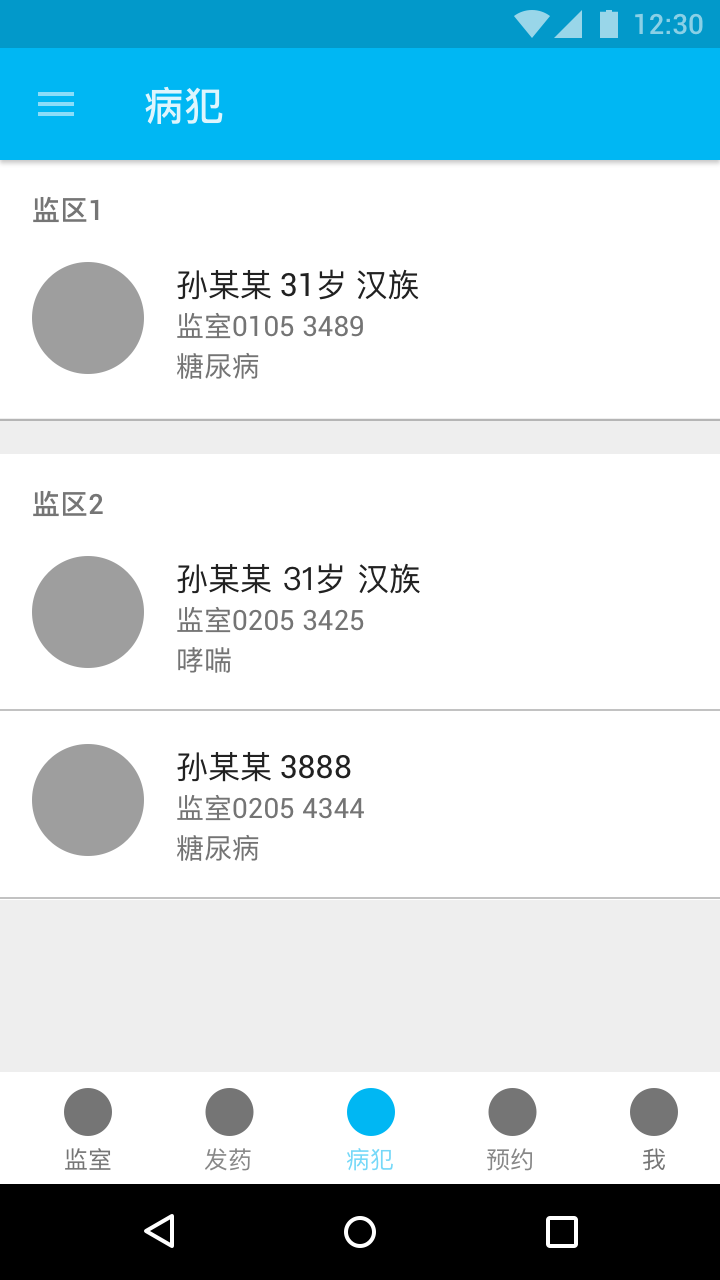 12:30
病犯
监区1
孙某某 31岁 汉族
监室0105 3489
糖尿病
监区2
孙某某 31岁 汉族
监室0205 3425
哮喘
孙某某 3888
监室0205 4344
糖尿病
监室 发药 病犯 预约 我